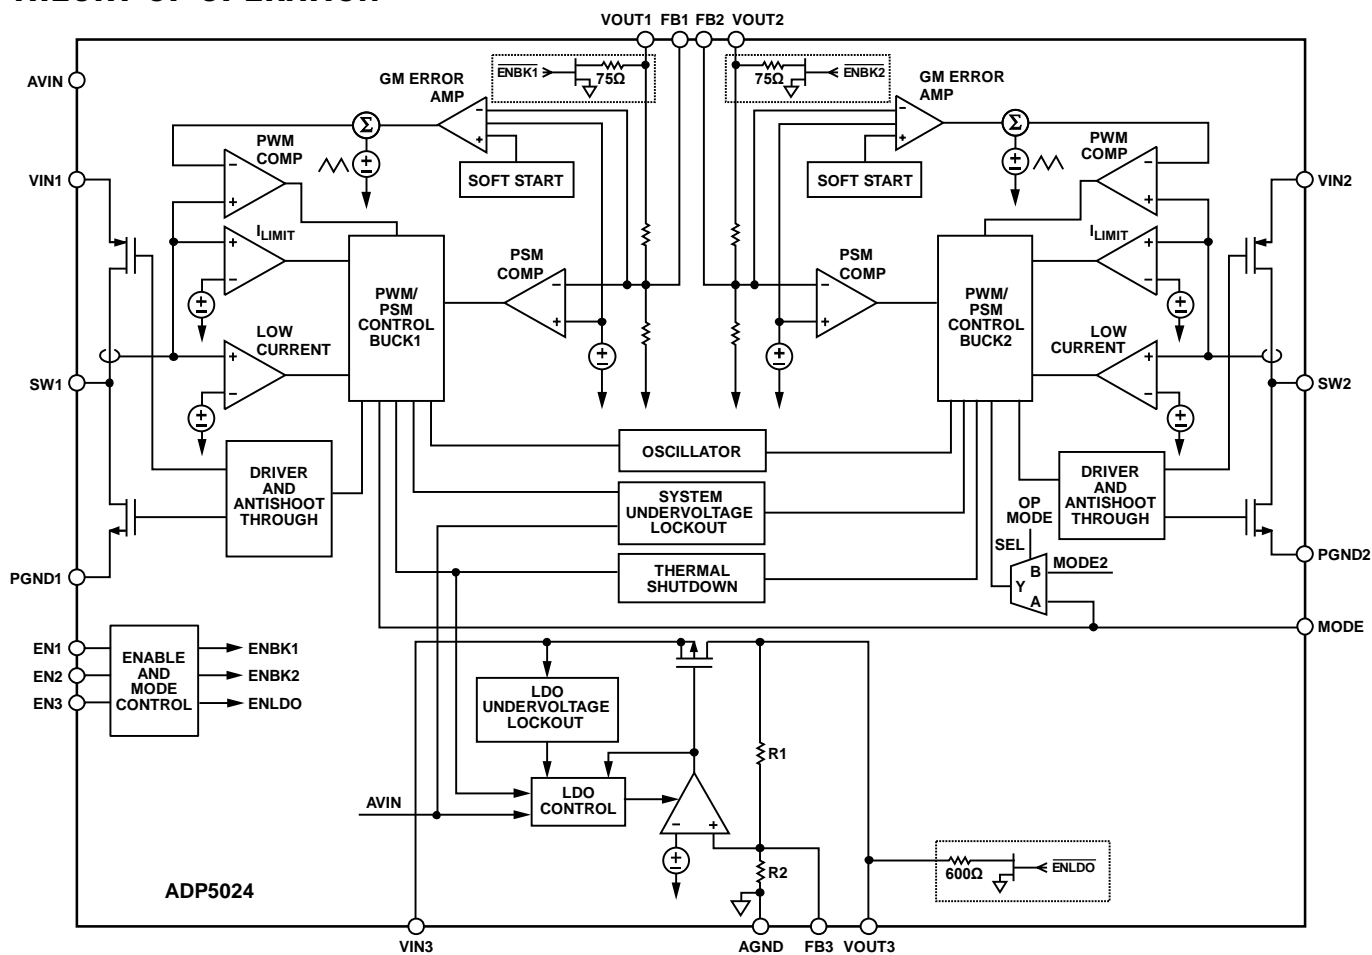 THEORY OF OPERATION
VOUT1 FB1 FB2 VOUT2
AVIN
ENBK1
75Ω
75Ω
ENBK2
GM ERROR
AMP
GM ERROR
AMP
Σ
Σ
PWM
COMP
PWM
COMP
SOFT START
SOFT START
VIN1
VIN2
ILIMIT
ILIMIT
PSM
COMP
PSM
COMP
PWM/
PSM
CONTROL
BUCK1
PWM/
PSM
CONTROL
BUCK2
LOW
CURRENT
LOW
CURRENT
SW1
SW2
OSCILLATOR
DRIVER
AND
ANTISHOOT
THROUGH
SYSTEM
UNDERVOLTAGE
LOCKOUT
DRIVER
AND
ANTISHOOT
THROUGH
OP
MODE
SEL
THERMAL
SHUTDOWN
B
Y
A
MODE2
PGND1
PGND2
MODE
EN1
EN2
EN3
ENABLE
AND
MODE
CONTROL
ENBK1
ENBK2
ENLDO
LDO
UNDERVOLTAGE
LOCKOUT
R1
AVIN
LDO
CONTROL
R2
600Ω
ENLDO
ADP5024
VIN3
AGND
FB3
VOUT3